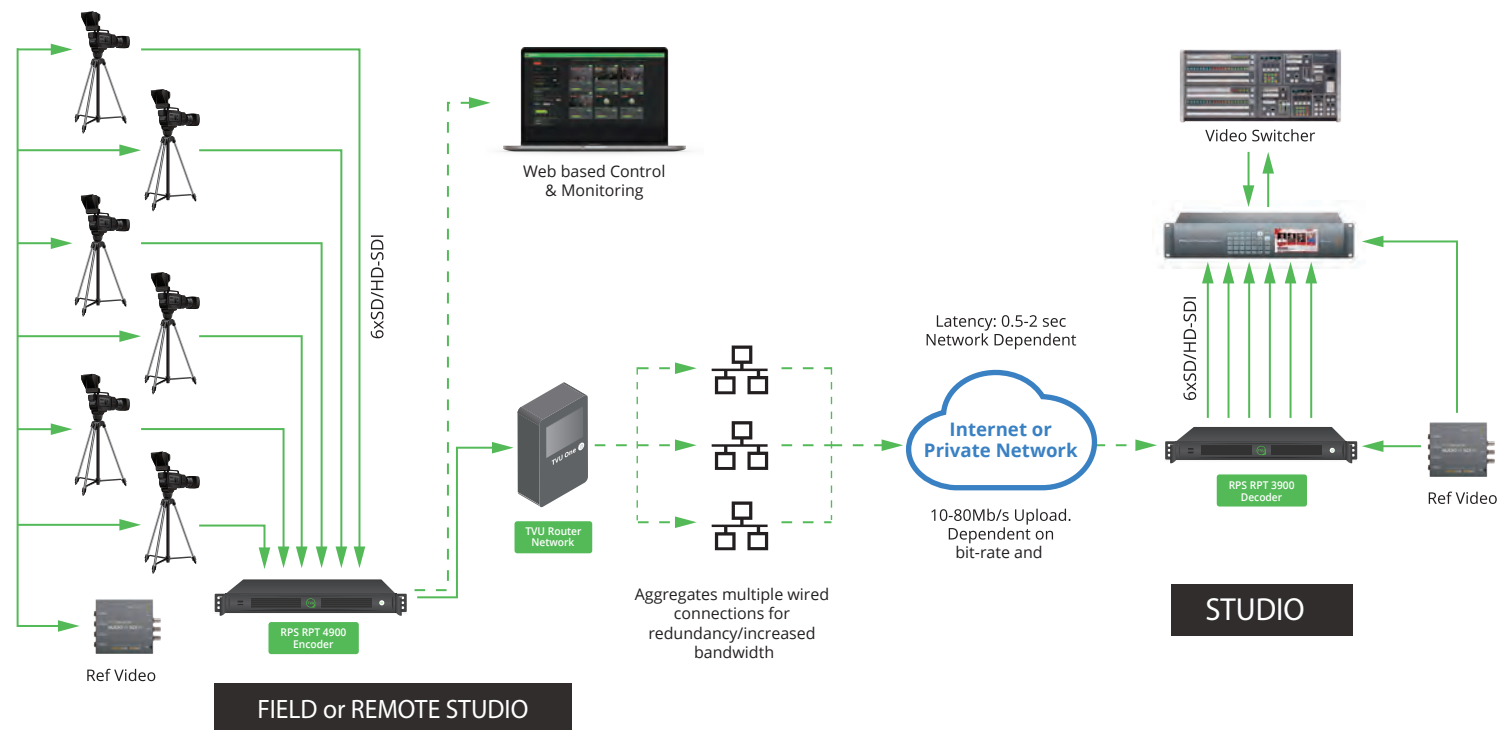 6xSD/HD-SDI
Web based Control
& Monitoring
Video Switcher
Latency: 0.5-2 sec
Network Dependent
6xSD/HD-SDI
Internet or
Private Network
TVU One
TVU Router
Network
10-80Mb/s Upload.
Dependent on
bit-rate and
RPS RPT 3900
Decoder
Ref Video
Aggregates multiple wired
connections for
redundancy/increased
bandwidth
RPS RPT 4900
Encoder
Ref Video
STUDIO
FIELD or REMOTE STUDIO